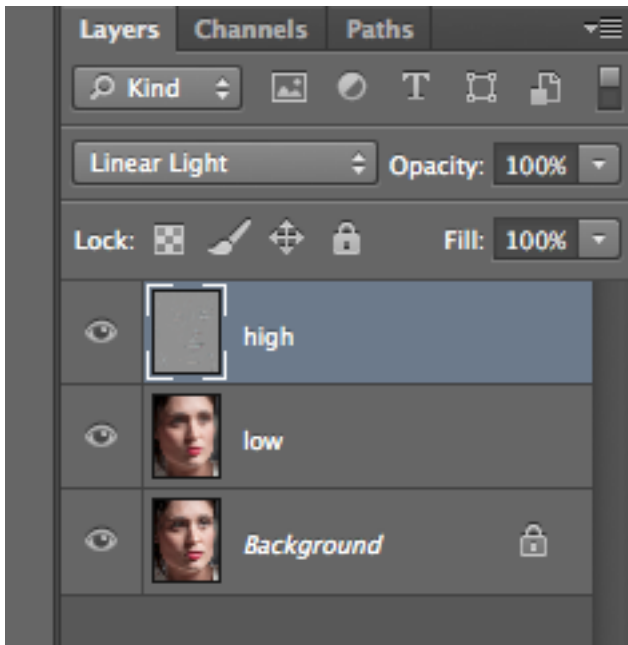 Layers Channels Paths
Kind T
Linear Light Opacity: 100%
Lock: Fill: 100%
high
low
Background